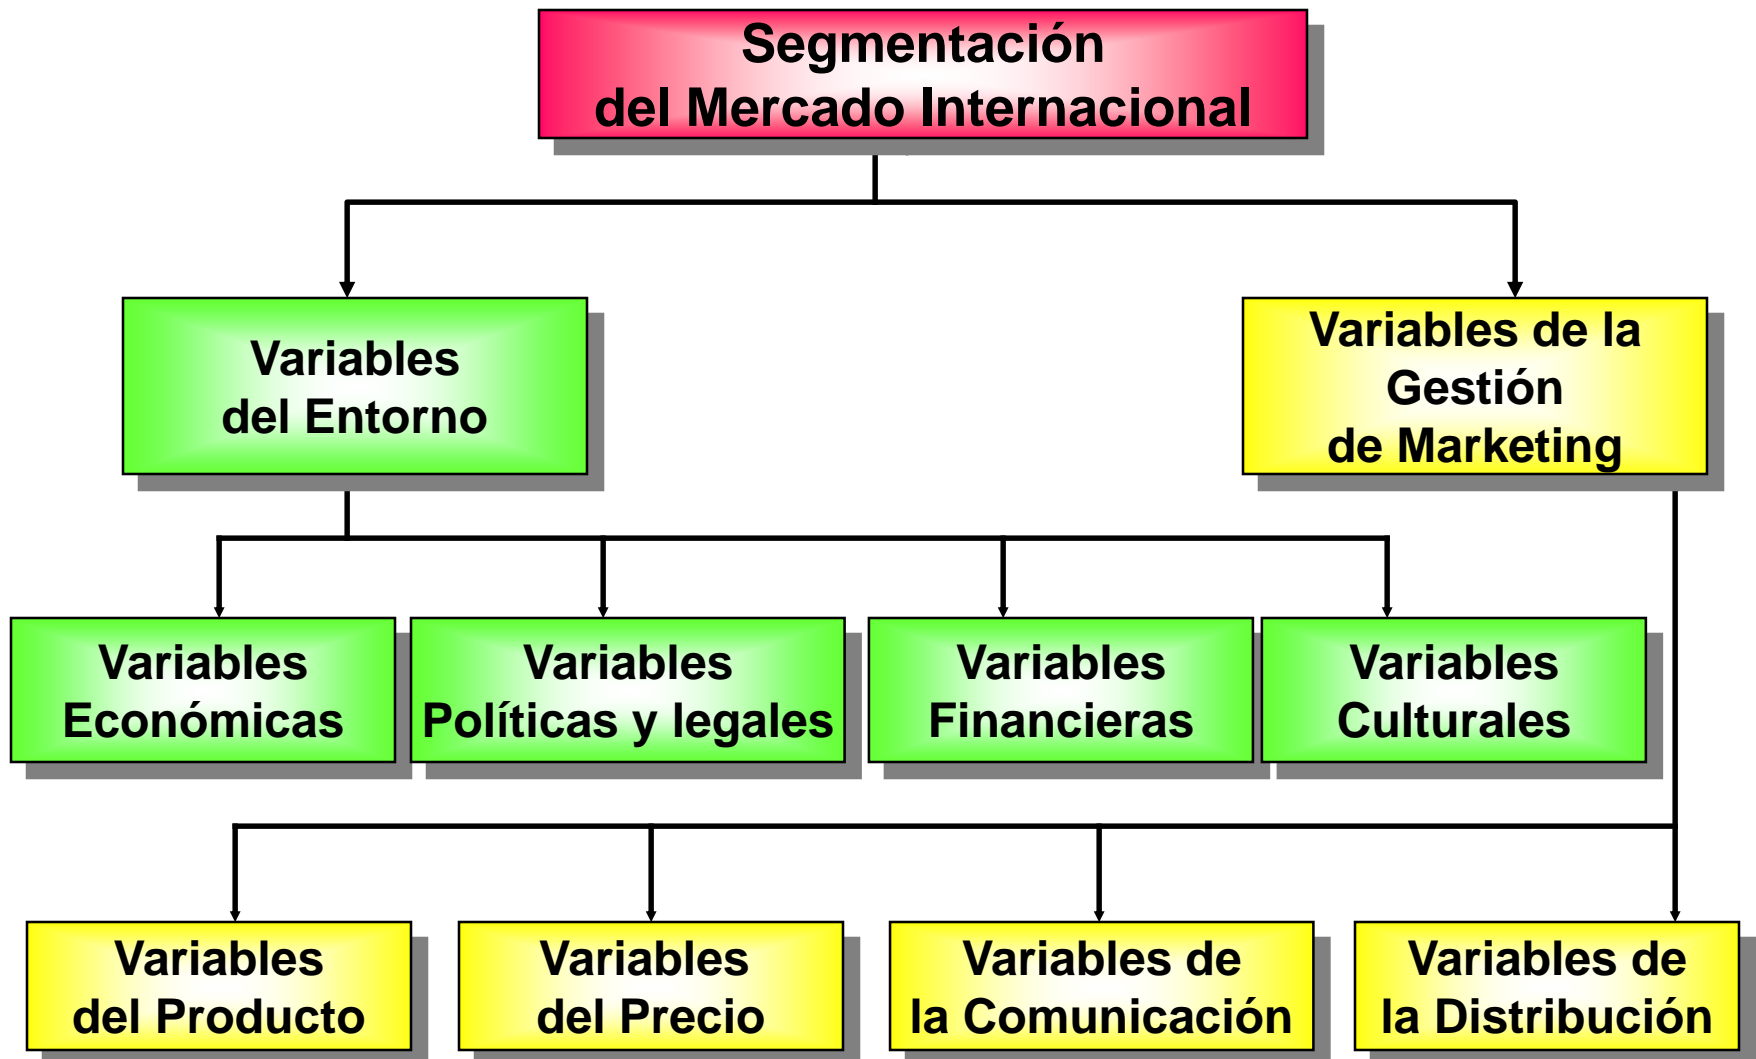 Segmentación
del Mercado Internacional
Variables
del Entorno
Variables de la
Gestión
de Marketing
Variables
Económicas
Variables
Políticas y legales
Variables
Financieras
Variables
Culturales
Variables
del Producto
Variables
del Precio
Variables de
la Comunicación
Variables de
la Distribución